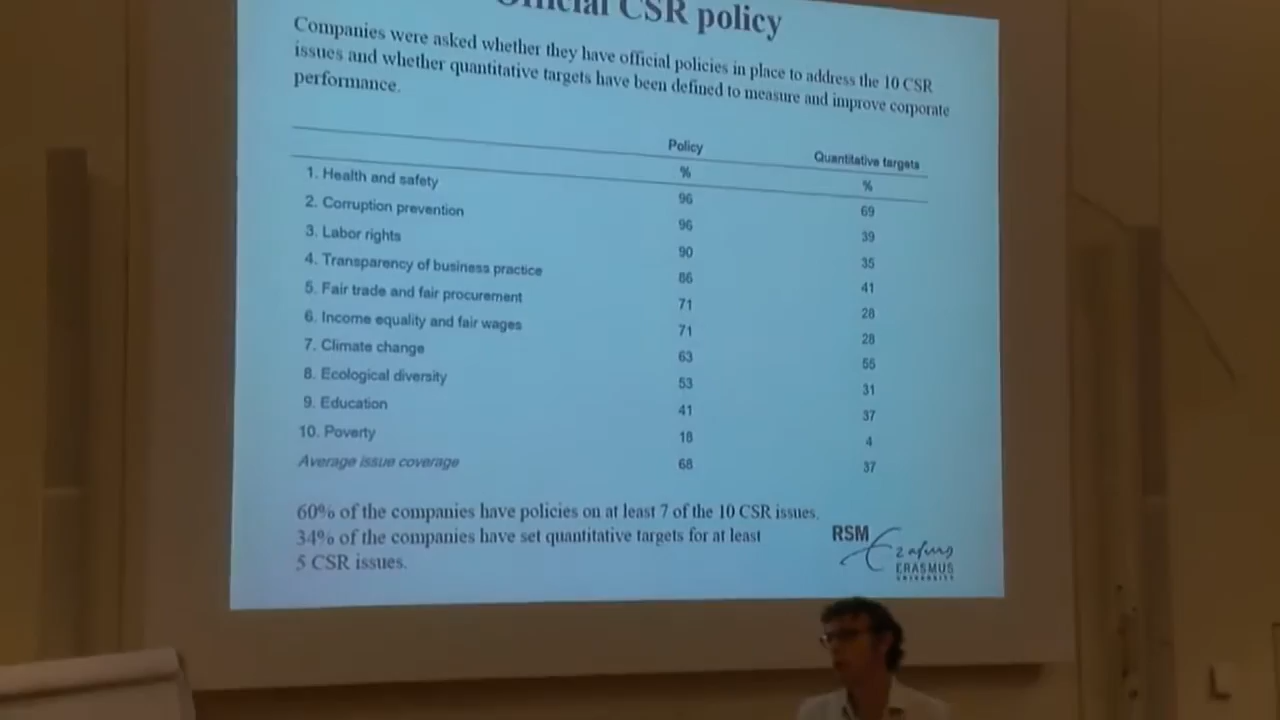 Official CSR policy
Companies were asked whether they have official policies in place to address the 10 CSR
issues and whether quantitative targets have been defined to measure and improve corporate
performance.
Policy Quantitative targets
% %
1. Health and safety 96 69
2. Corruption prevention 96 39
3. Labor rights 90 35
4. Transparency of business practice 86 41
5. Fair trade and fair procurement 71 28
6. Income equality and fair wages 71 28
7. Climate change 63 55
8. Ecological diversity 53 31
9. Education 41 37
10. Poverty 18 4
Average issue coverage 68 37
60% of the companies have policies on at least 7 of the 10 CSR issues.
34% of the companies have set quantitative targets for at least
5 CSR issues.
RSM
Erasmus
ERASMUS
UNIVERSITY